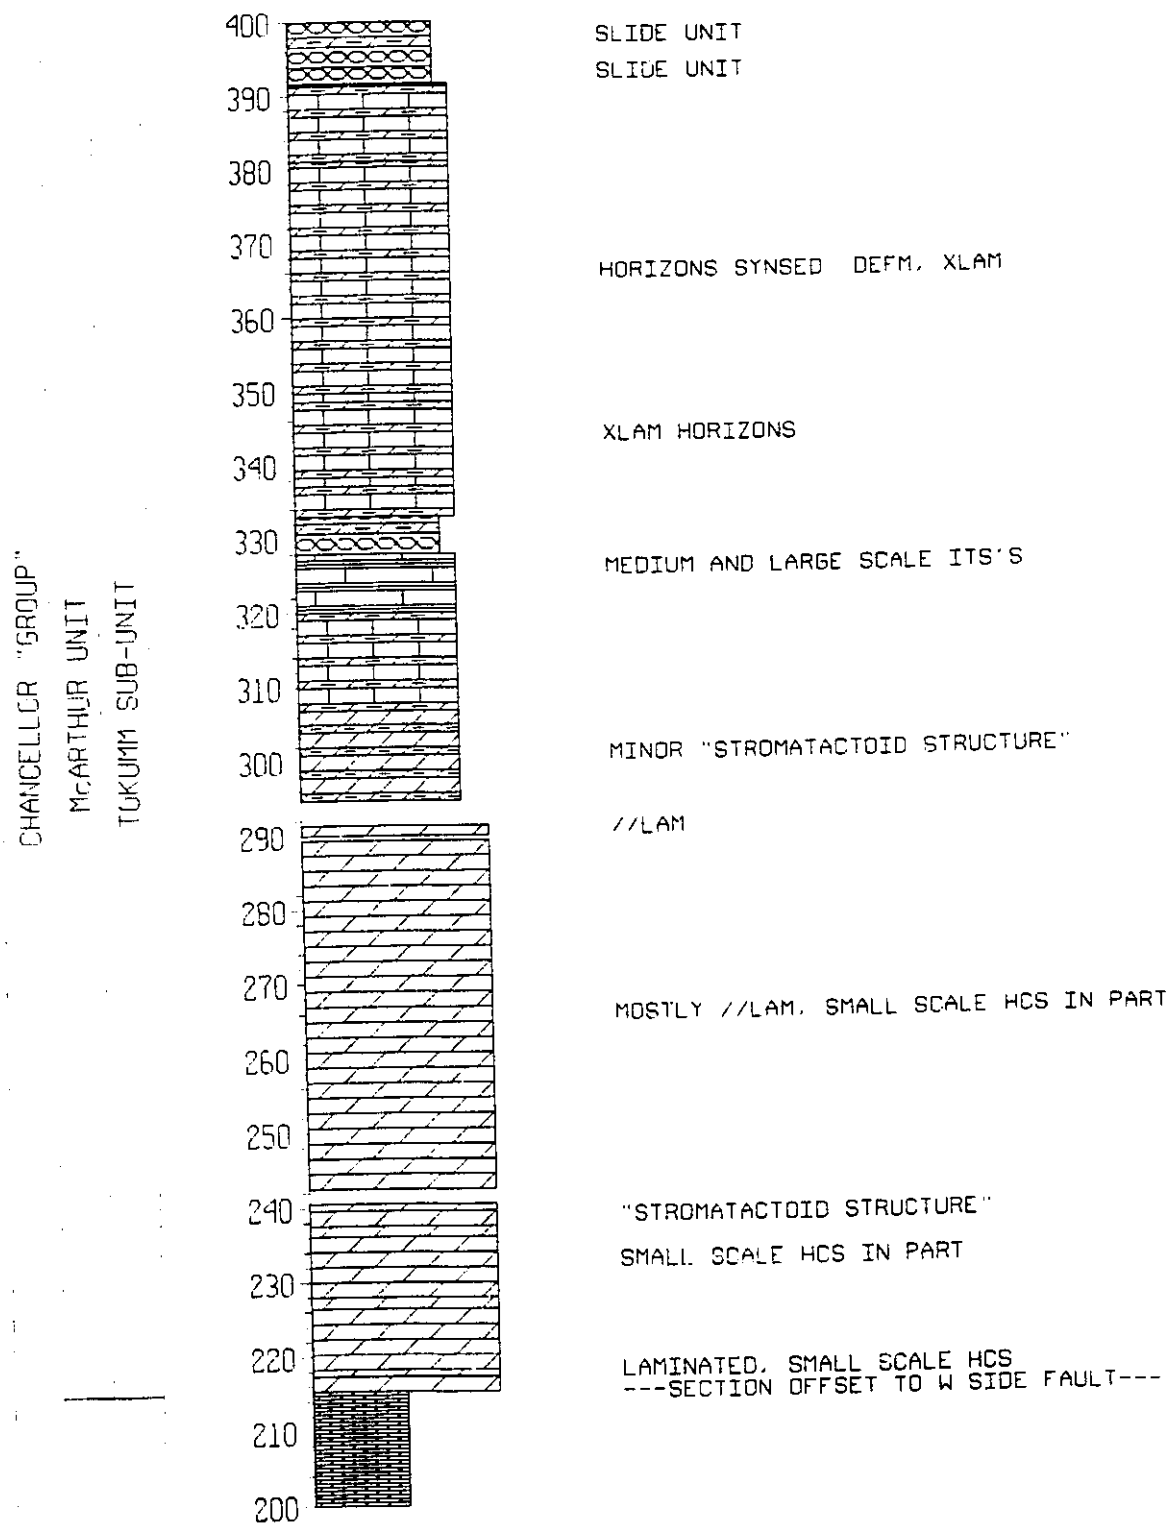 400
SLIDE UNIT
SLIDE UNIT
390
380
370
HORIZONS SYNSED DEFM, XLAM
360
350
XLAM HORIZONS
340
330
MEDIUM AND LARGE SCALE ITS'S
320
310
MINOR "STROMATACTOID STRUCTURE"
300
//LAM
290
280
270
MOSTLY //LAM, SMALL SCALE HCS IN PART
260
250
240
"STROMATACTOID STRUCTURE"
SMALL SCALE HCS IN PART
230
220
LAMINATED, SMALL SCALE HCS
---SECTION OFFSET TO W SIDE FAULT---
210
200
CHANCELLOR "GROUP"
McARTHUR UNIT
TOKUMM SUB-UNIT